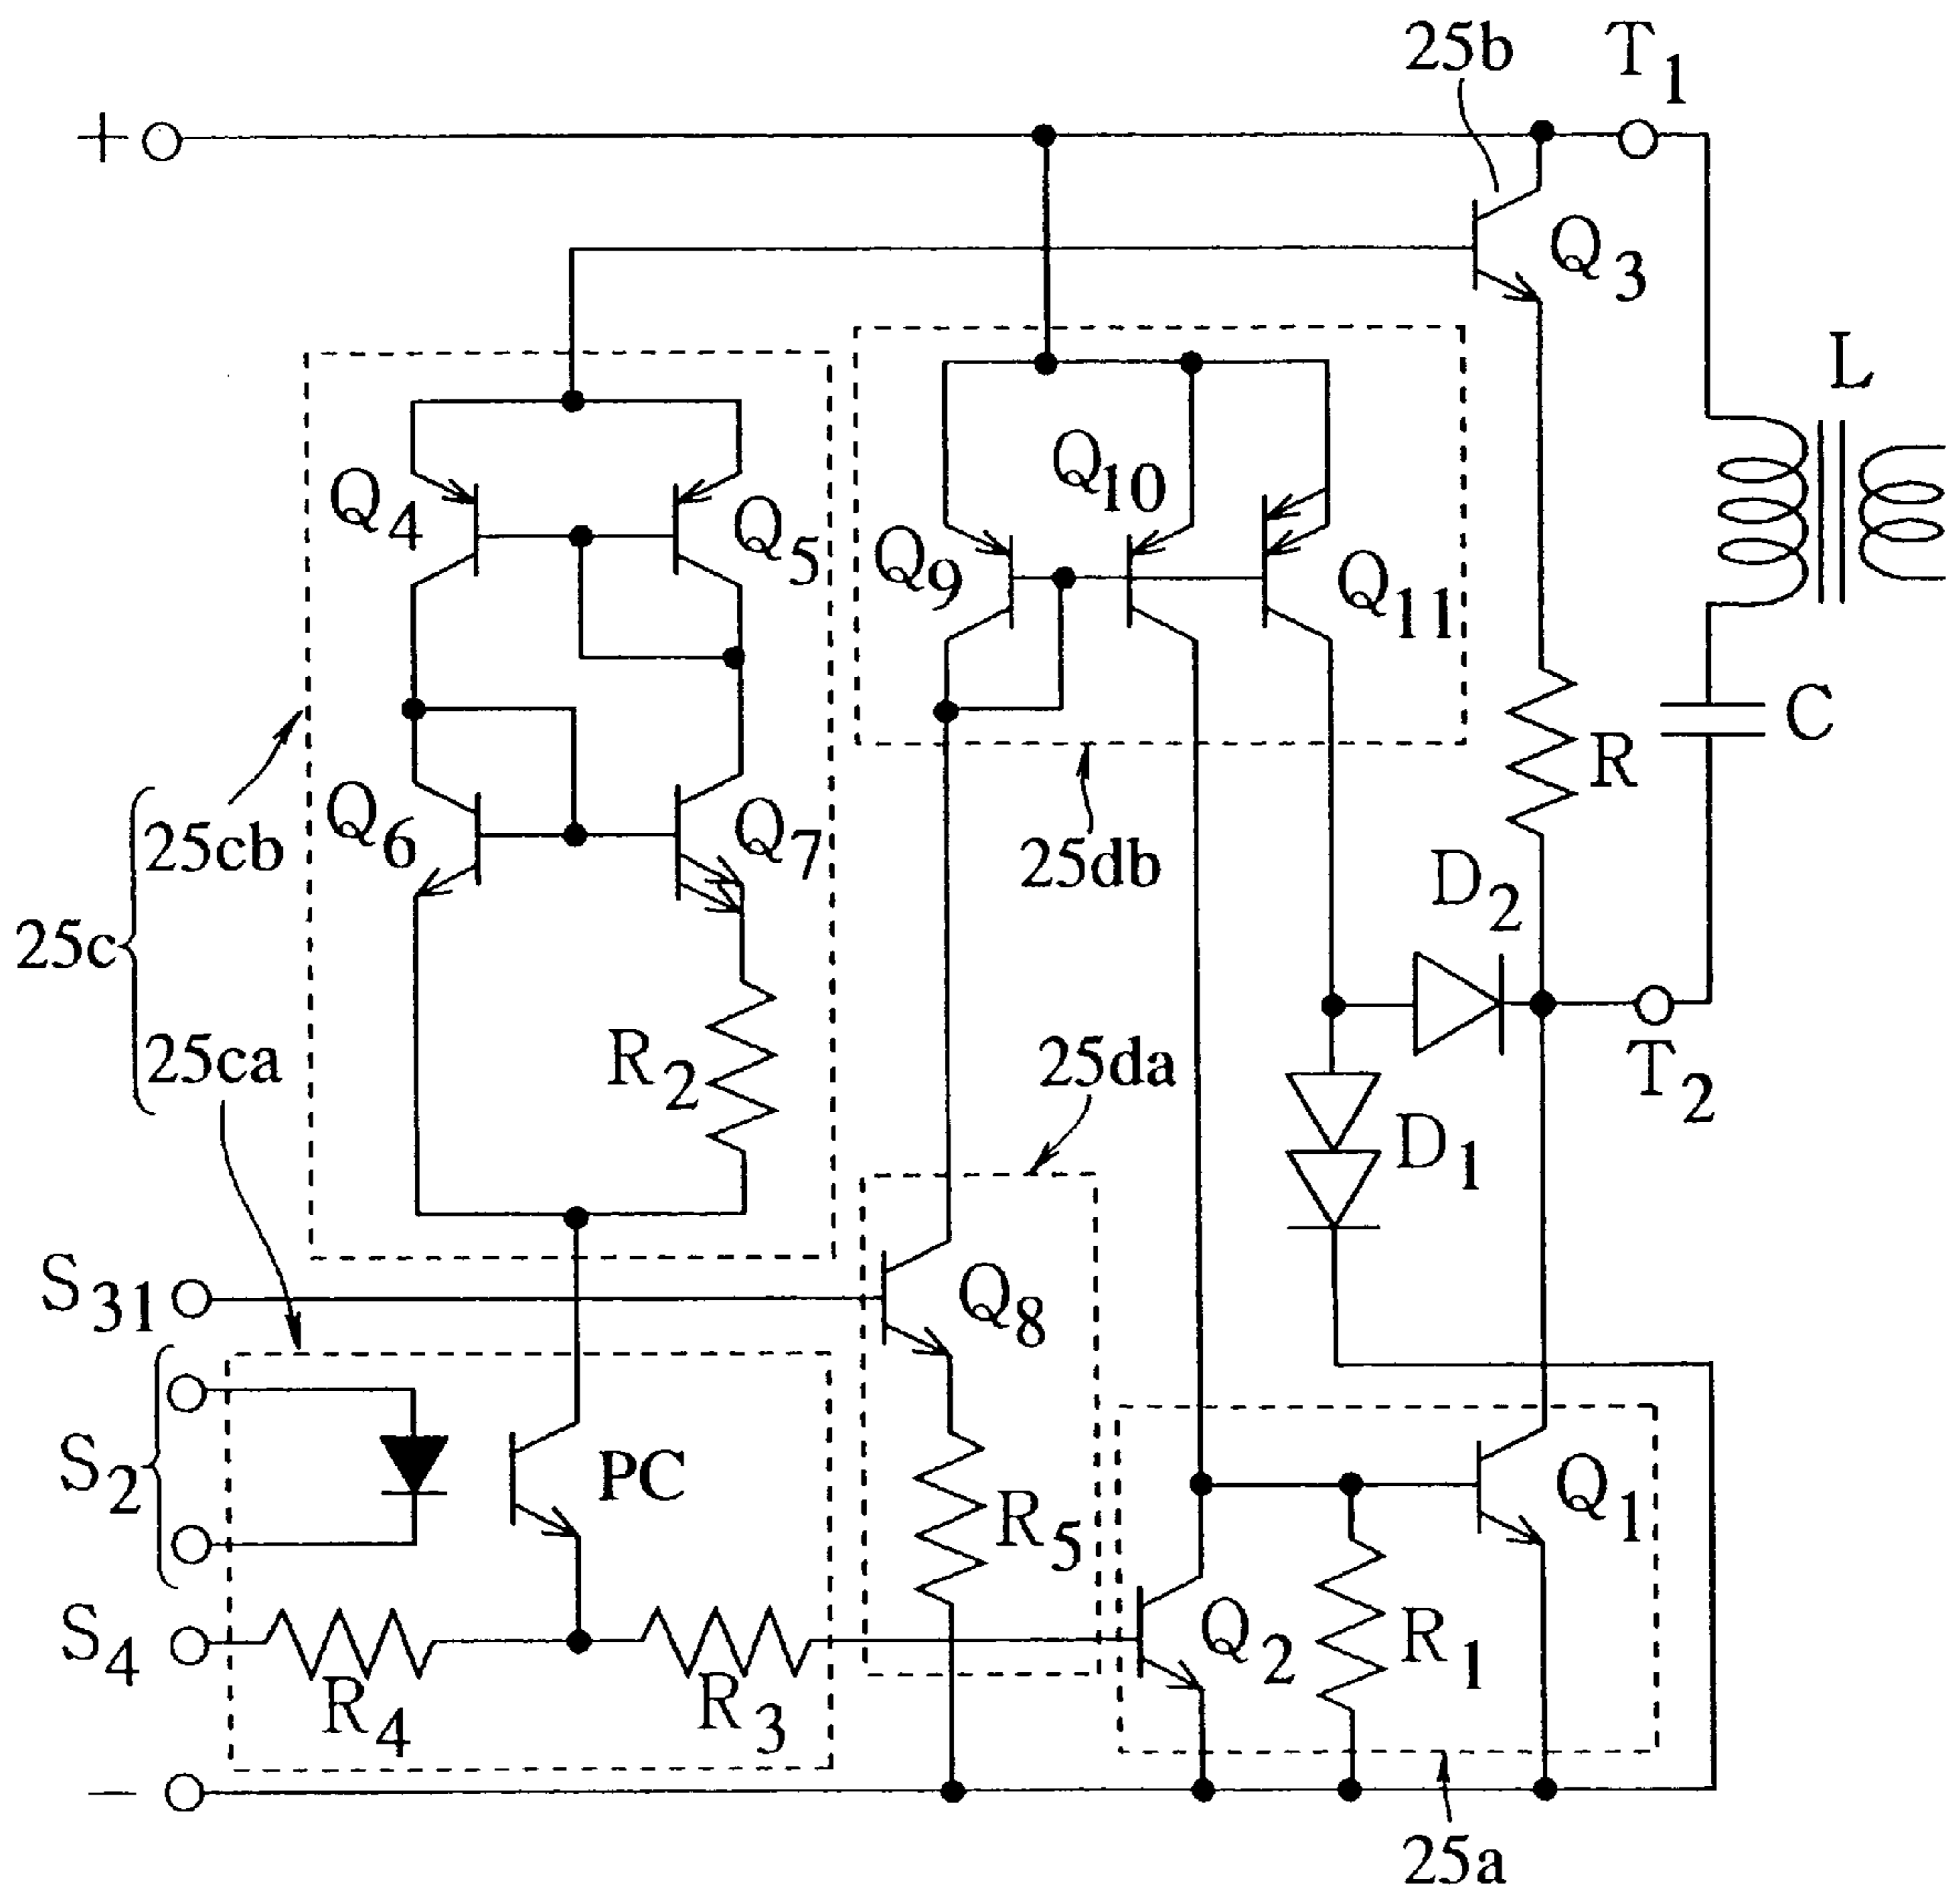 25b
T1
+
Q3
L
Q4
Q5
Q10
Q9
Q11
R
C
25cb
Q6
Q7
25db
D2
25c
25ca
R2
25da
T2
D1
S31
Q8
S2
PC
Q1
R5
S4
R4
R3
Q2
R1
−
25a